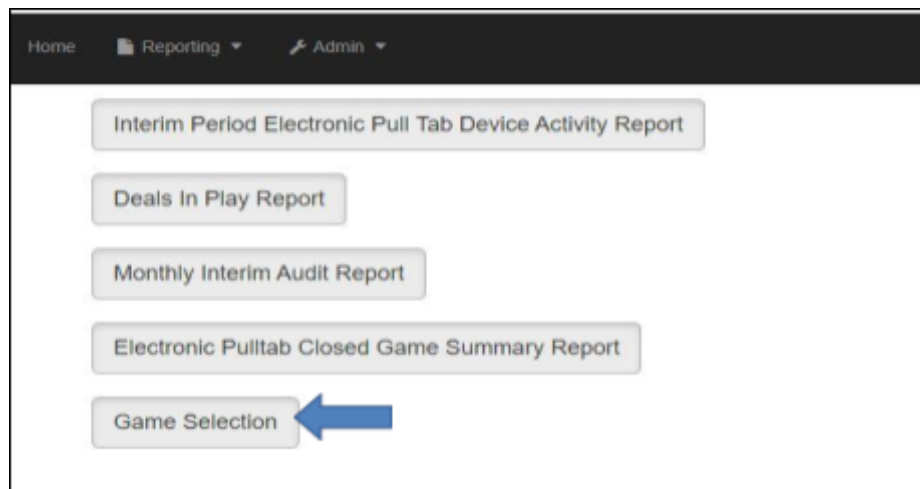 Home Reporting Admin
Interim Period Electronic Pull Tab Device Activity Report
Deals In Play Report
Monthly Interim Audit Report
Electronic Pulltab Closed Game Summary Report
Game Selection